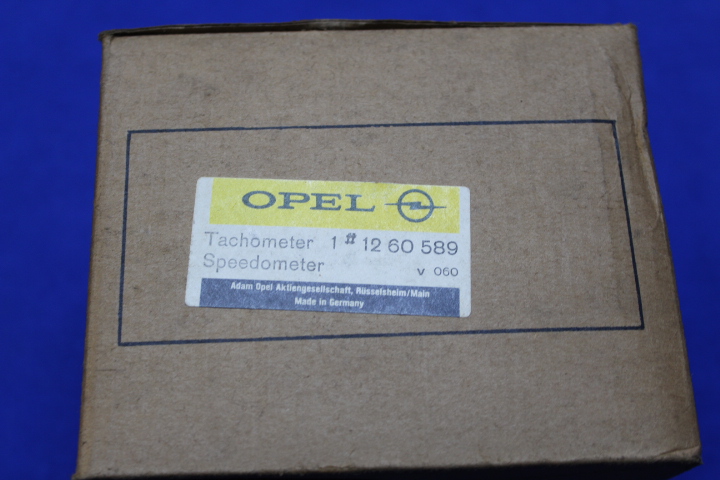 OPEL
Tachometer 1 # 12 60 589
Speedometer v 060
Adam Opel Aktiengesellschaft, Rüsselsheim/Main
Made in Germany